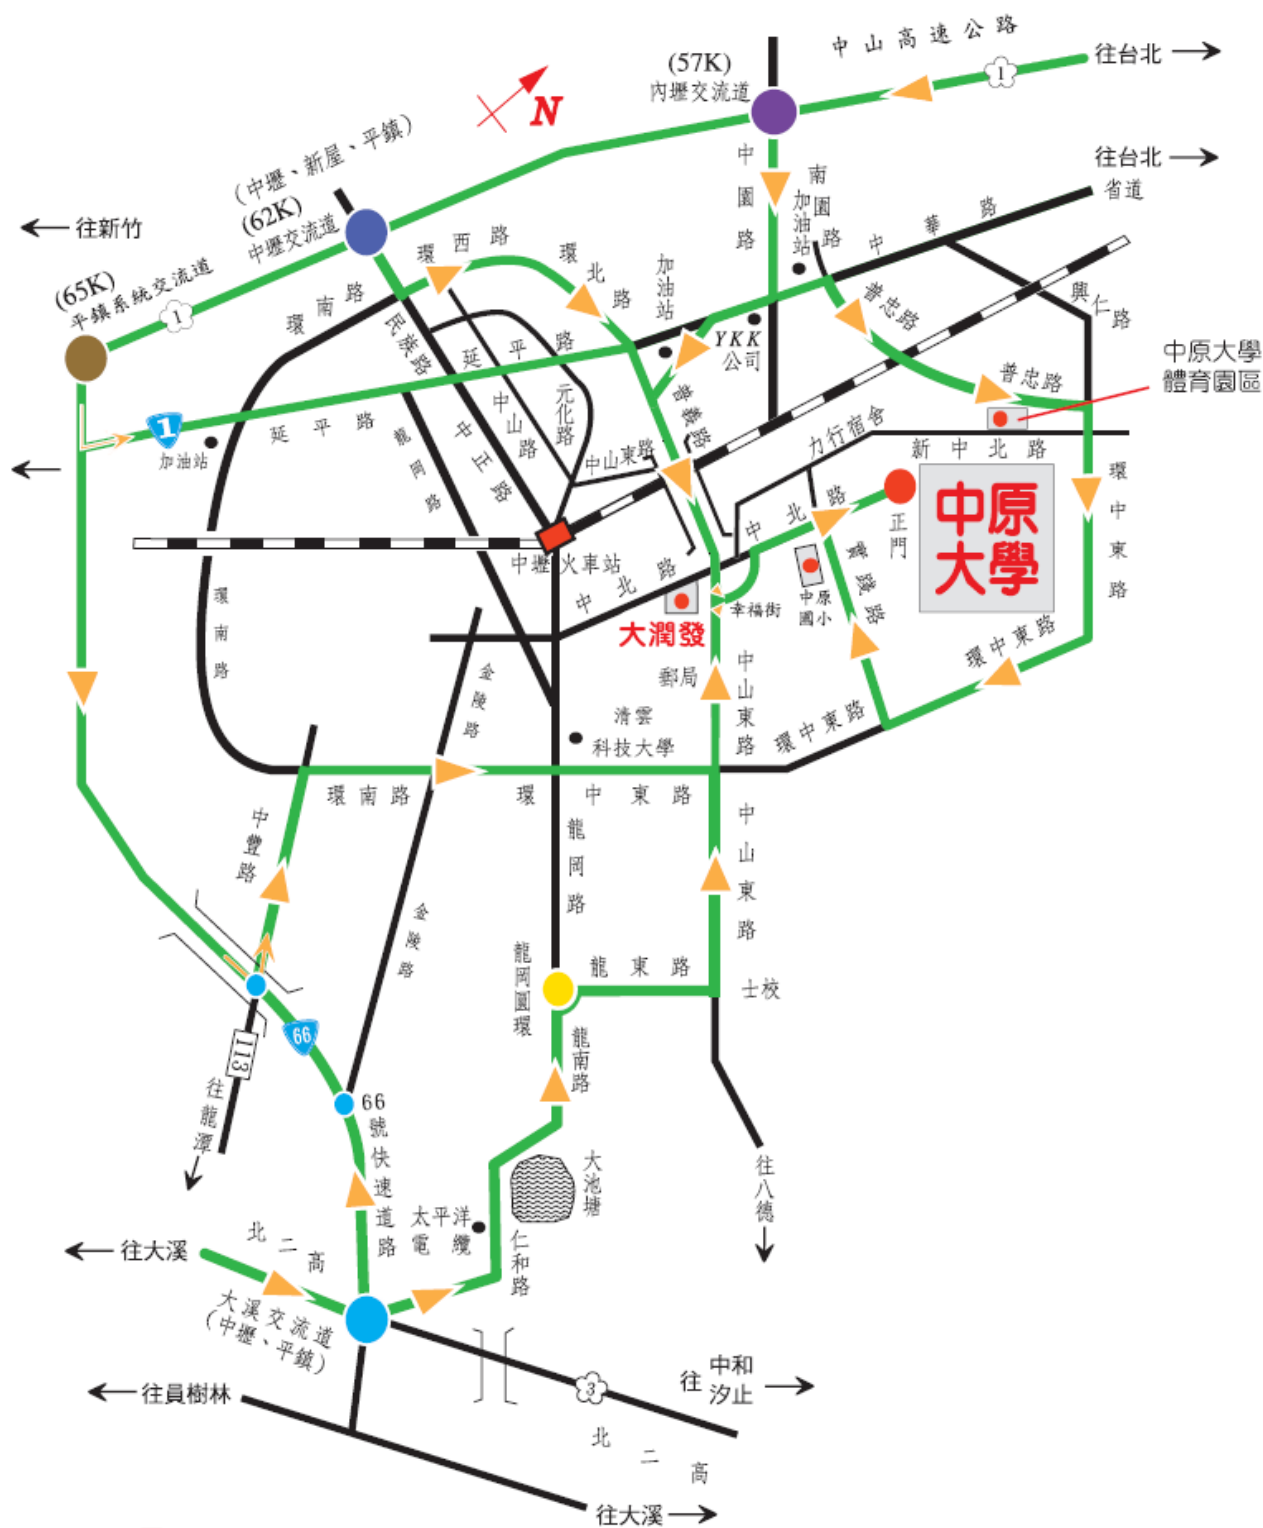 中山高速公路
往台北
1
(57K)
內壢交流道
N
往台北
省道
(中壢、新屋、平鎮)
(62K)
中壢交流道
往新竹
(65K)
平鎮系統交流道
1
中園路
南園路
加油站
中華路
環西路
環北路
加油站
環南路
民族路
延平路
YKK
公司
普忠路
興仁路
中原大學
體育園區
普忠路
1
加油站
延平路
龍岡路
中正路
中山路
元化路
中山東路
普義路
力行宿舍
新中北路
環中東路
中原
大學
正門
中北路
中壢火車站
中北路
大潤發
幸福街
中原
國小
實踐路
環中東路
環南路
金陵路
郵局
中山東路
清雲
科技大學
環中東路
環南路
環中東路
中豐路
龍岡路
中山東路
金陵路
龍岡圓環
龍東路
士校
66
113
往龍潭
龍南路
66號快速道路
大池塘
往八德
太平洋
電纜
仁和路
往大溪
北二高
大溪交流道
(中壢、平鎮)
往員樹林
3
往
中和
汐止
北二高
往大溪